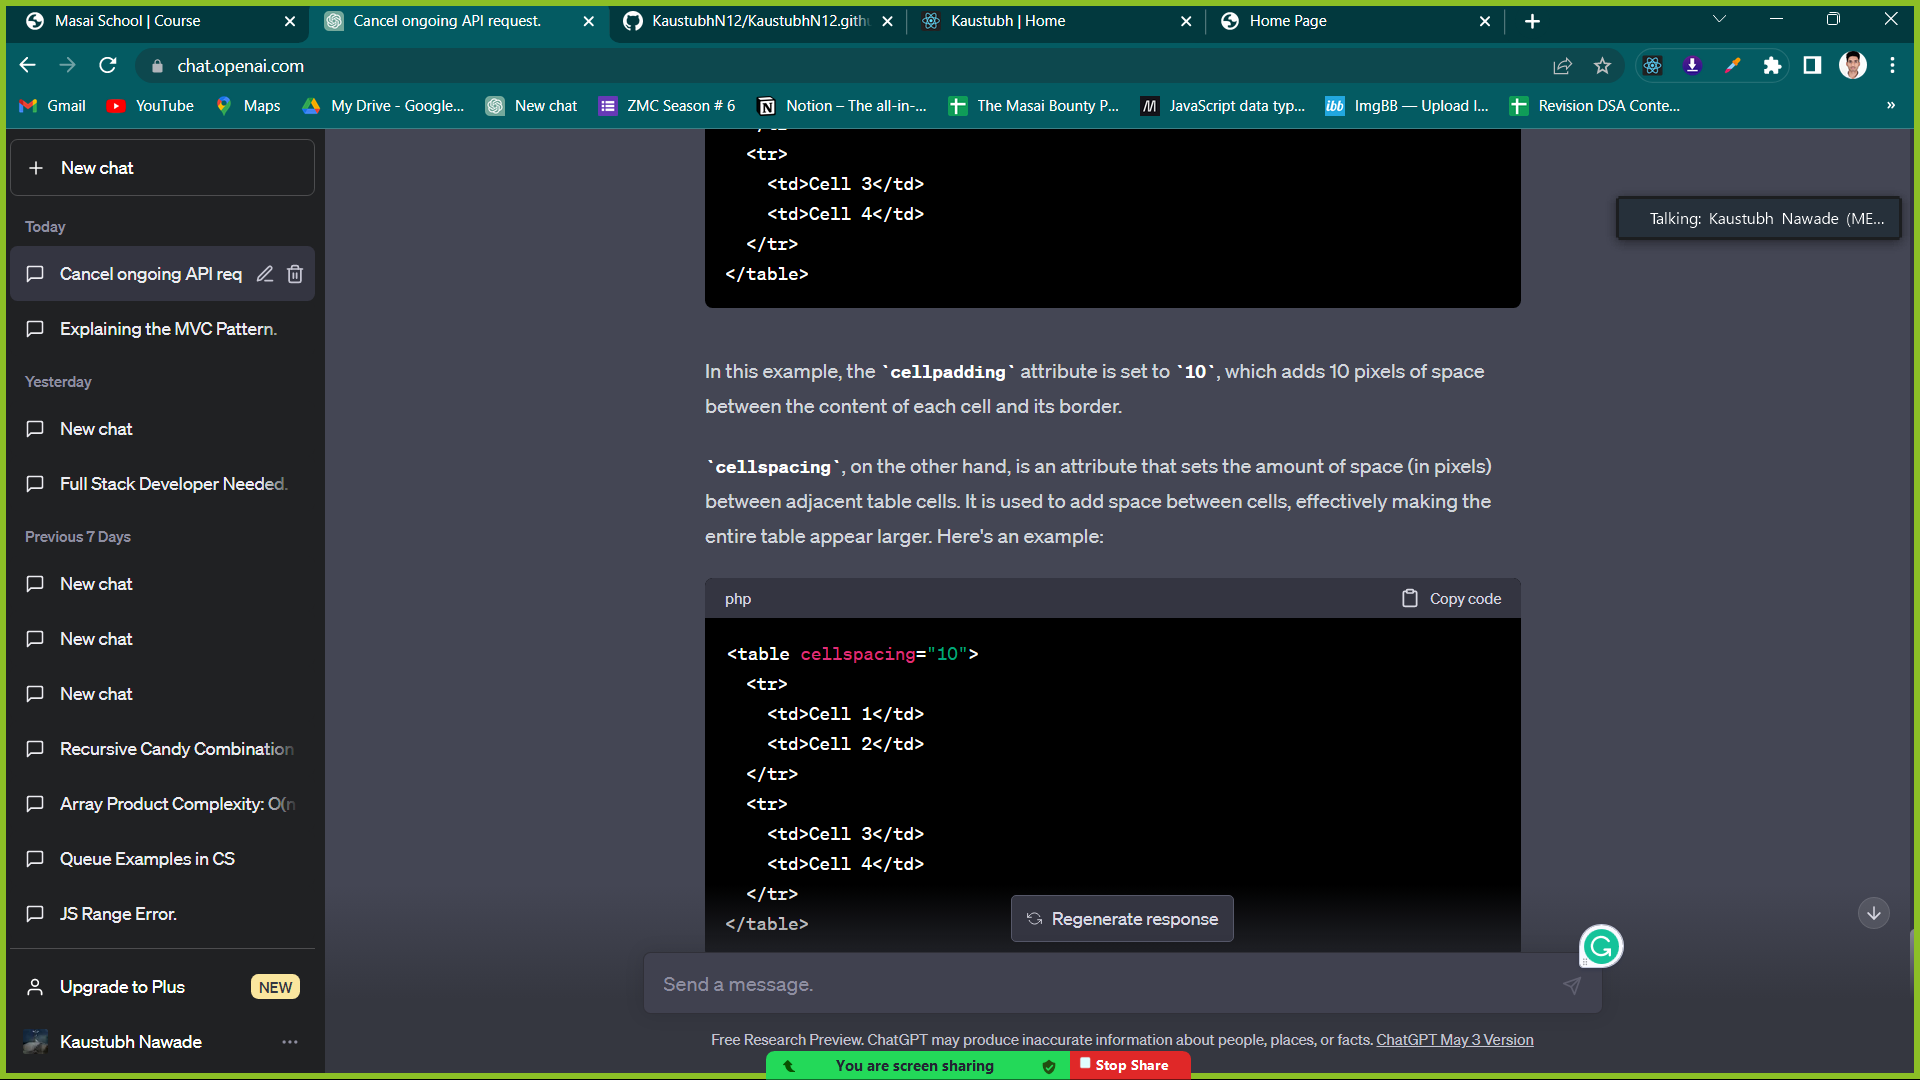 Masai School | Course
Cancel ongoing API request.
KaustubhN12/KaustubhN12.gith
Kaustubh | Home
Home Page
chat.openai.com
Gmail
YouTube
Maps
My Drive - Google...
New chat
ZMC Season # 6
Notion – The all-in-...
The Masai Bounty P...
JavaScript data typ...
ibb
ImgBB — Upload I...
Revision DSA Conte...
»
New chat
Today
Cancel ongoing API req
Explaining the MVC Pattern.
Yesterday
New chat
Full Stack Developer Needed.
Previous 7 Days
New chat
New chat
New chat
Recursive Candy Combination
Array Product Complexity: O(n
Queue Examples in CS
JS Range Error.
Upgrade to Plus
NEW
Kaustubh Nawade
<tr>
<td>Cell 3</td>
<td>Cell 4</td>
</tr>
</table>
Talking: Kaustubh Nawade (ME...
In this example, the `cellpadding` attribute is set to `10`, which adds 10 pixels of space
between the content of each cell and its border.
`cellspacing`, on the other hand, is an attribute that sets the amount of space (in pixels)
between adjacent table cells. It is used to add space between cells, effectively making the
entire table appear larger. Here's an example:
php
Copy code
<table cellspacing="10">
<tr>
<td>Cell 1</td>
<td>Cell 2</td>
</tr>
<tr>
<td>Cell 3</td>
<td>Cell 4</td>
</tr>
</table>
Regenerate response
Send a message.
Free Research Preview. ChatGPT may produce inaccurate information about people, places, or facts. ChatGPT May 3 Version
You are screen sharing
Stop Share